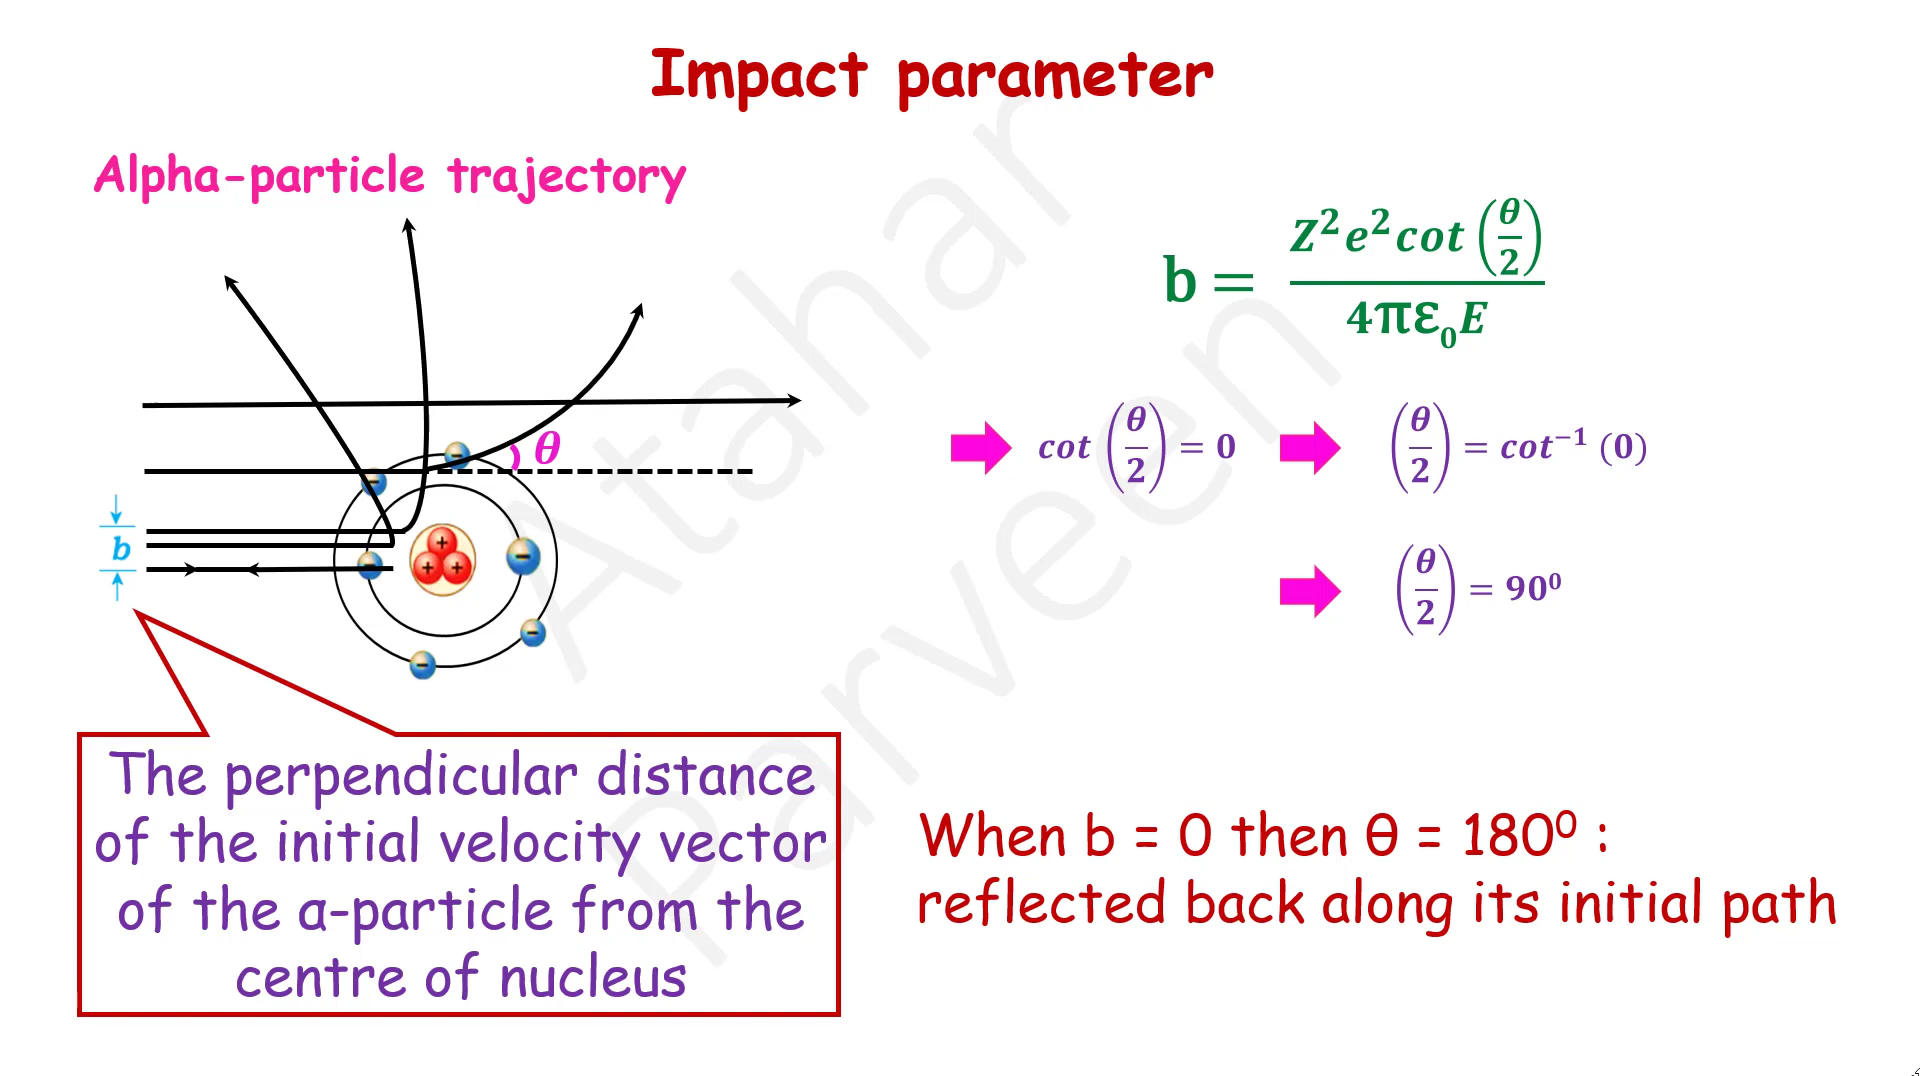 Impact parameter
Alpha-particle trajectory
θ
b
b = Z²e²cot(θ/2) / 4πε₀E
cot(θ/2) = 0
(θ/2) = cot⁻¹ (0)
(θ/2) = 90⁰
The perpendicular distance
of the initial velocity vector
of the α-particle from the
centre of nucleus
When b = 0 then θ = 180⁰ :
reflected back along its initial path
Atahar
Parveen